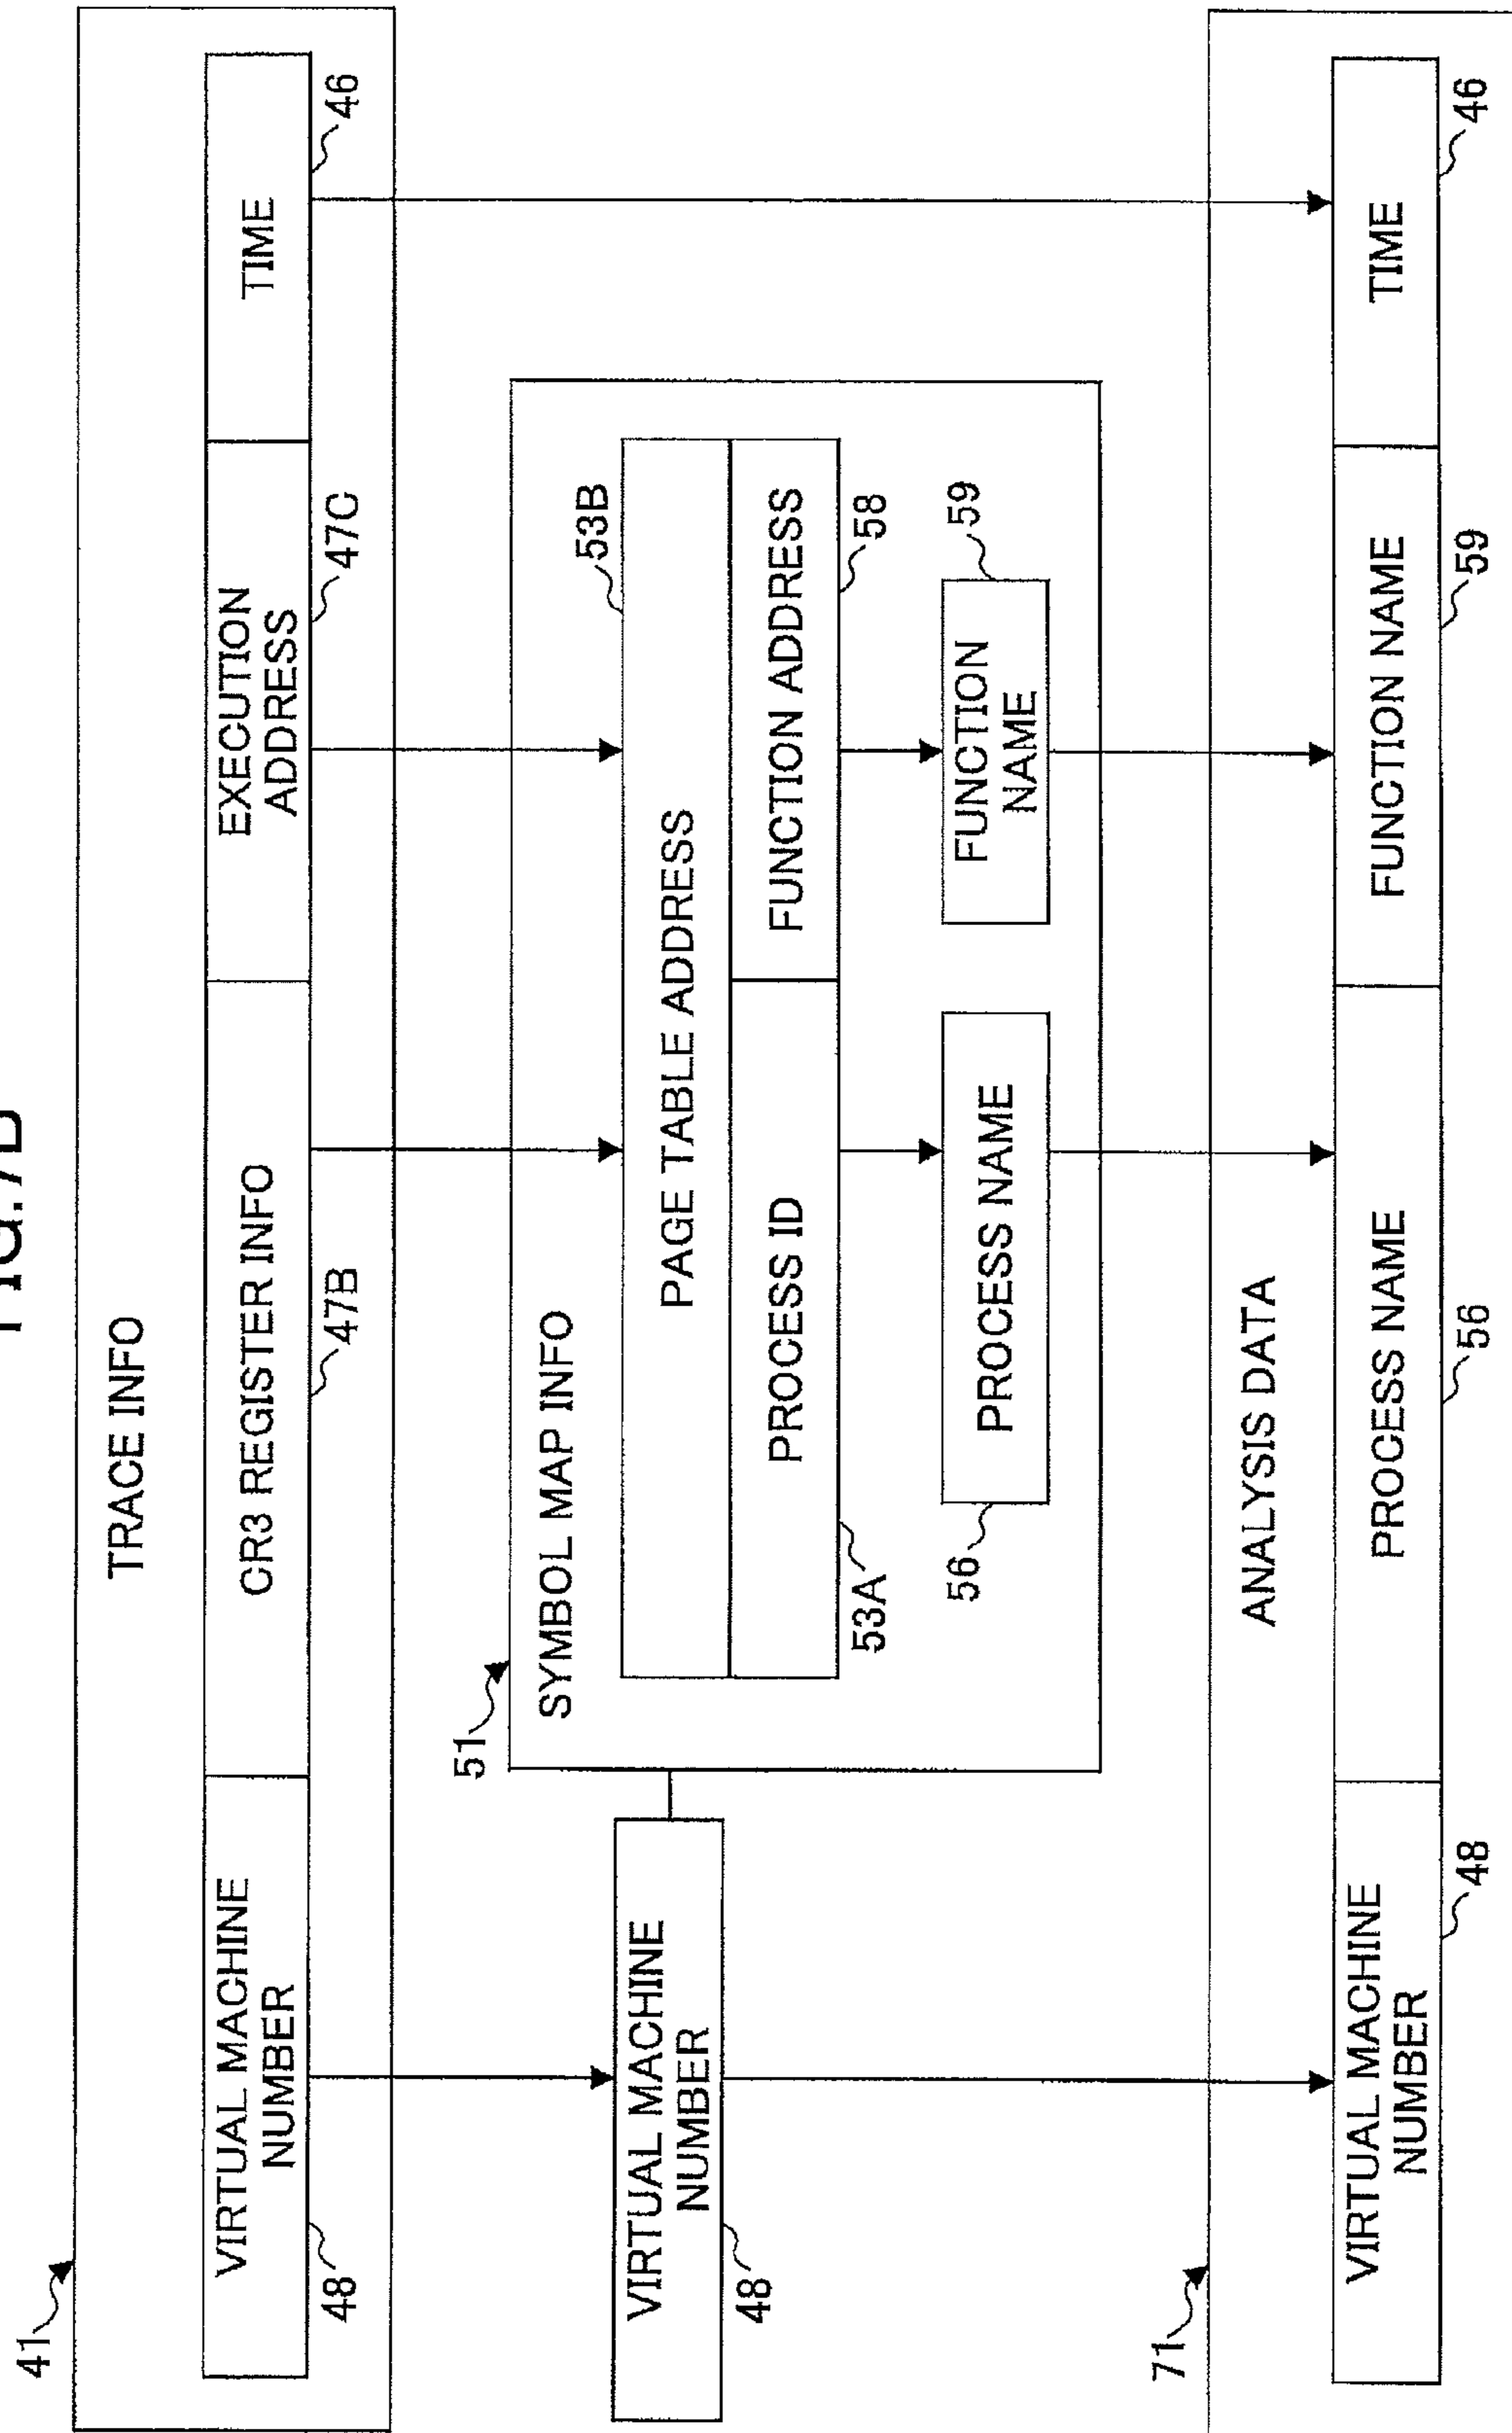 41
TRACE INFO
VIRTUAL MACHINE
NUMBER
CR3 REGISTER INFO
EXECUTION
ADDRESS
TIME
48
47B
47C
46
51
SYMBOL MAP INFO
VIRTUAL MACHINE
NUMBER
48
53B
PAGE TABLE ADDRESS
PROCESS ID
FUNCTION ADDRESS
53A
58
56
PROCESS NAME
59
FUNCTION
NAME
71
ANALYSIS DATA
VIRTUAL MACHINE
NUMBER
PROCESS NAME
FUNCTION NAME
TIME
48
56
59
46